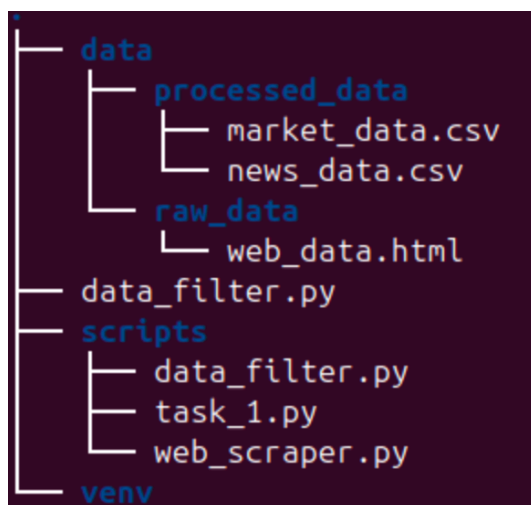 .
data
processed_data
market_data.csv
news_data.csv
raw_data
web_data.html
data_filter.py
scripts
data_filter.py
task_1.py
web_scraper.py
venv